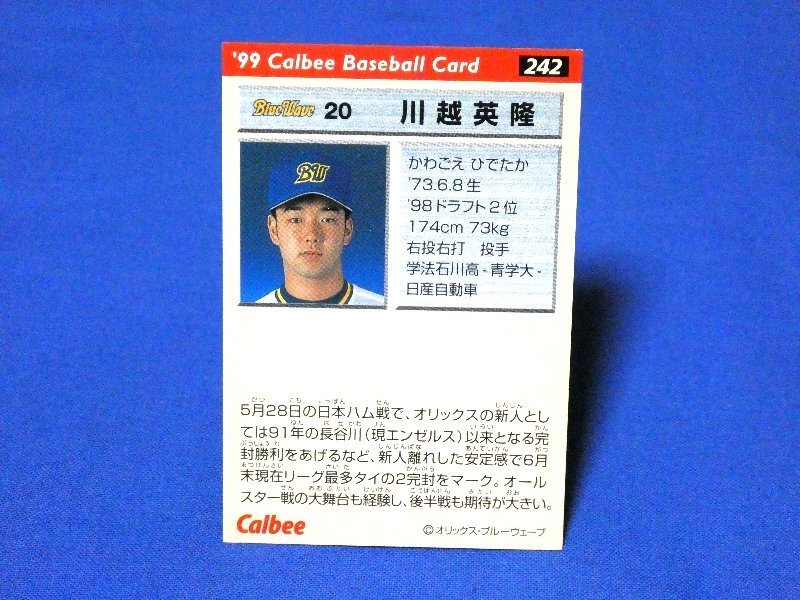 '99 Calbee Baseball Card 242
BlueWave 20 川越英隆
BW
かわごえ ひでたか
'73.6.8生
'98ドラフト2位
174cm 73kg
右投右打 投手
学法石川高-青学大-
日産自動車
5月28日の日本ハム戦で、オリックスの新人とし
ては91年の長谷川(現エンゼルス)以来となる完
封勝利をあげるなど、新人離れした安定感で6月
末現在リーグ最多タイの2完封をマーク。オール
スター戦の大舞台も経験し、後半戦も期待が大きい。
Calbee
©オリックス・ブルーウェーブ